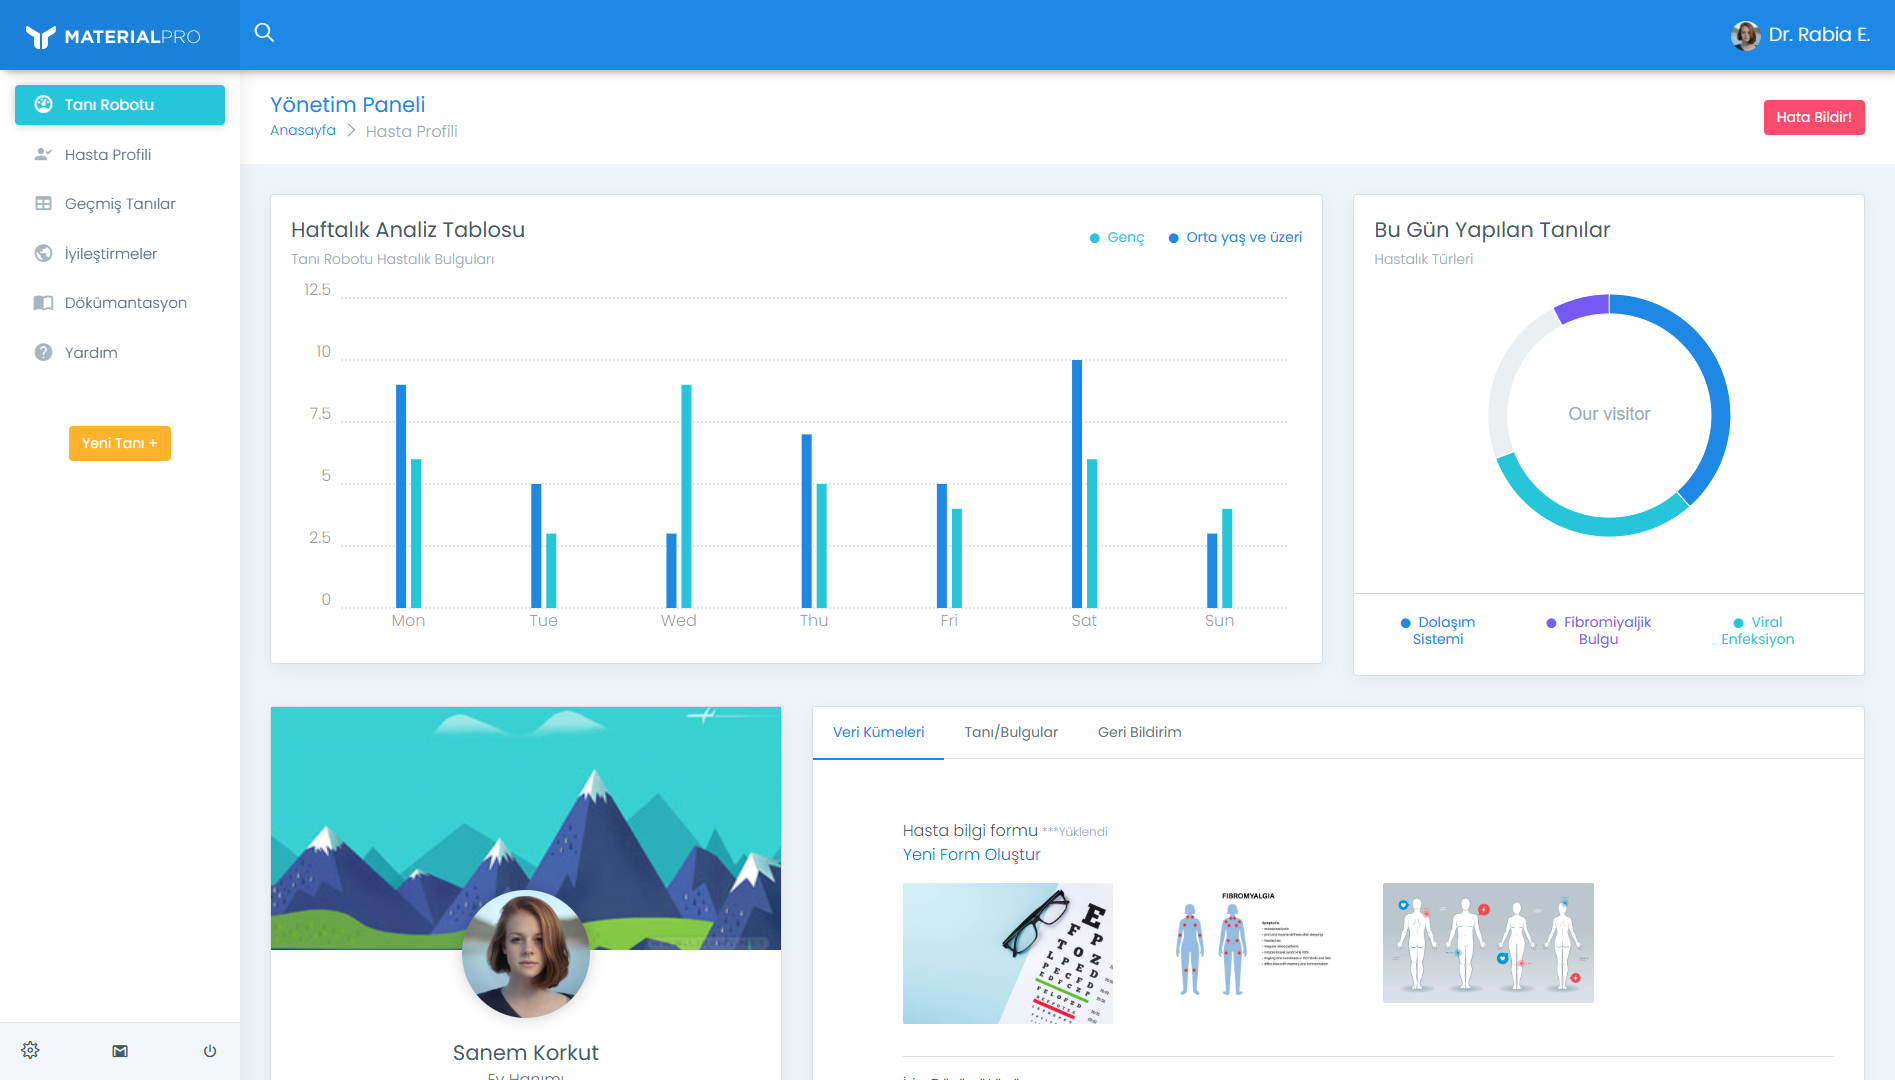 MATERIALPRO
Dr. Rabia E.
Tanı Robotu
Hasta Profili
Geçmiş Tanılar
İyileştirmeler
Dökümantasyon
Yardım
Yeni Tanı +
Yönetim Paneli
Anasayfa > Hasta Profili
Hata Bildir!
Haftalık Analiz Tablosu
Tanı Robotu Hastalık Bulguları
Genç
Orta yaş ve üzeri
12.5
10
7.5
5
2.5
0
Mon Tue Wed Thu Fri Sat Sun
Bu Gün Yapılan Tanılar
Hastalık Türleri
Our visitor
Dolaşım
Sistemi
Fibromiyaljik
Bulgu
Viral
Enfeksiyon
Sanem Korkut
Ev Hanımı
Veri Kümeleri
Tanı/Bulgular
Geri Bildirim
Hasta bilgi formu ***Yüklendi
Yeni Form Oluştur
E
FIBROMYALGIA
Symptoms